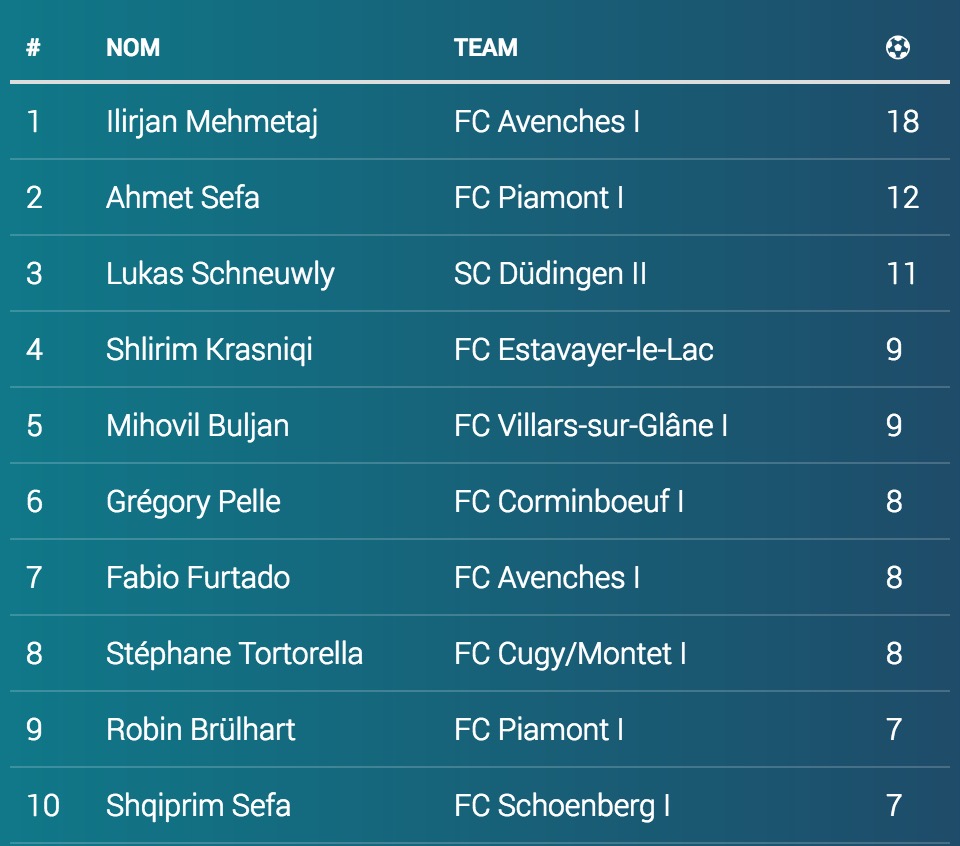 # NOM TEAM
1 Ilirjan Mehmetaj FC Avenches I 18
2 Ahmet Sefa FC Piamont I 12
3 Lukas Schneuwly SC Düdingen II 11
4 Shlirim Krasniqi FC Estavayer-le-Lac 9
5 Mihovil Buljan FC Villars-sur-Glâne I 9
6 Grégory Pelle FC Corminboeuf I 8
7 Fabio Furtado FC Avenches I 8
8 Stéphane Tortorella FC Cugy/Montet I 8
9 Robin Brülhart FC Piamont I 7
10 Shqiprim Sefa FC Schoenberg I 7